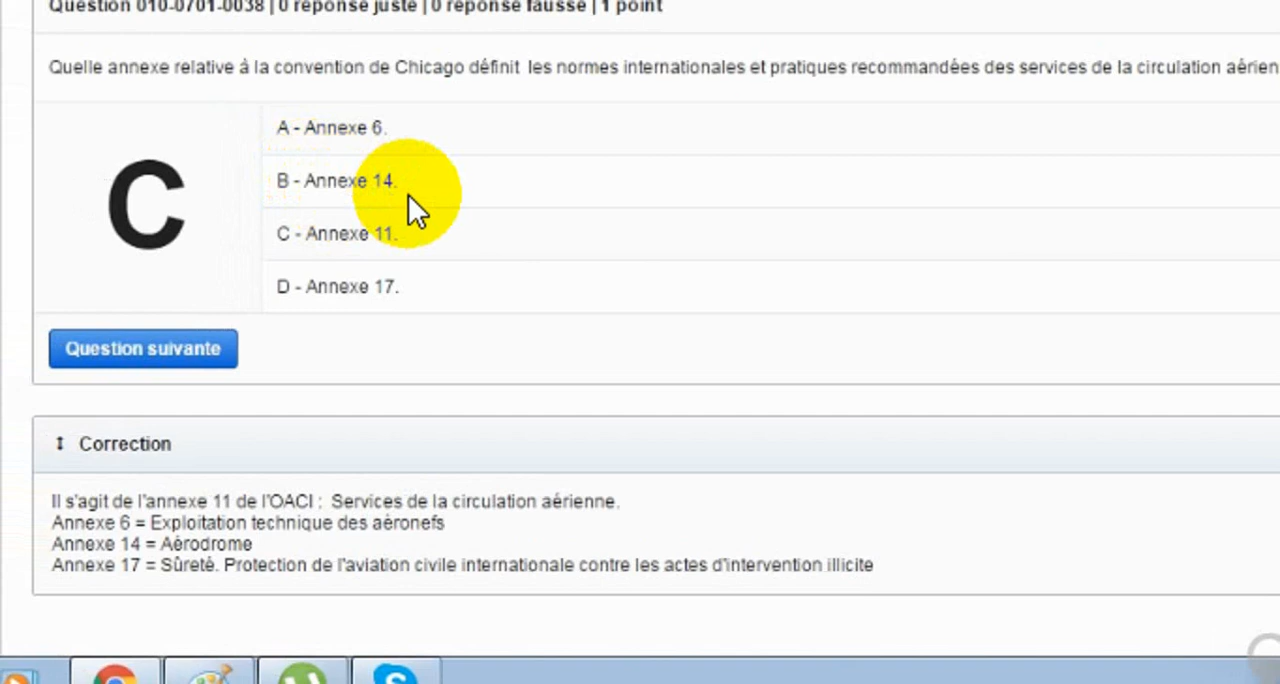 Question 010-0701-0038 | 0 réponse juste | 0 réponse fausse | 1 point
Quelle annexe relative à la convention de Chicago définit les normes internationales et pratiques recommandées des services de la circulation aérien
A - Annexe 6.
B - Annexe 14.
C
C - Annexe 11.
D - Annexe 17.
Question suivante
Correction
Il s'agit de l'annexe 11 de l'OACI : Services de la circulation aérienne.
Annexe 6 = Exploitation technique des aéronefs
Annexe 14 = Aérodrome
Annexe 17 = Sûreté. Protection de l'aviation civile internationale contre les actes d'intervention illicite